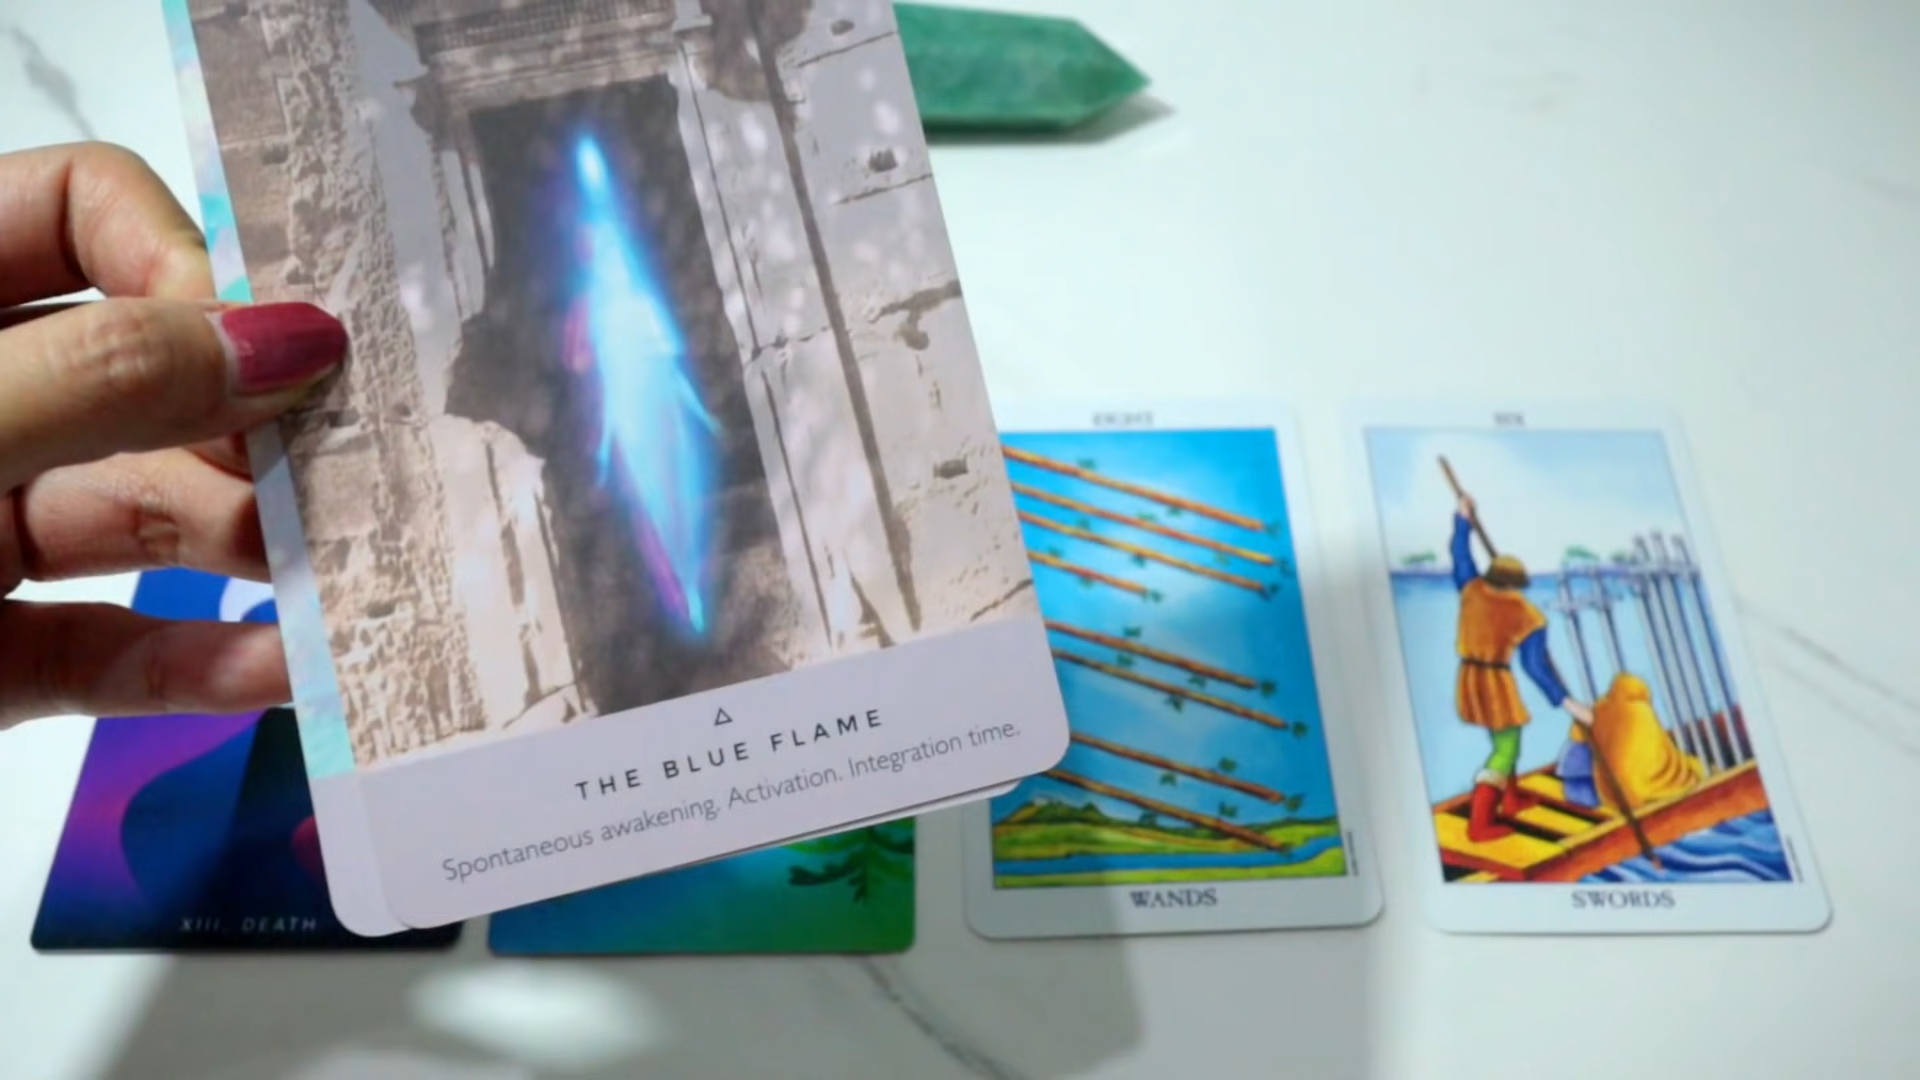 THE BLUE FLAME
Spontaneous awakening. Activation. Integration time.
EIGHT
SIX
XIII. DEATH
WANDS
SWORDS